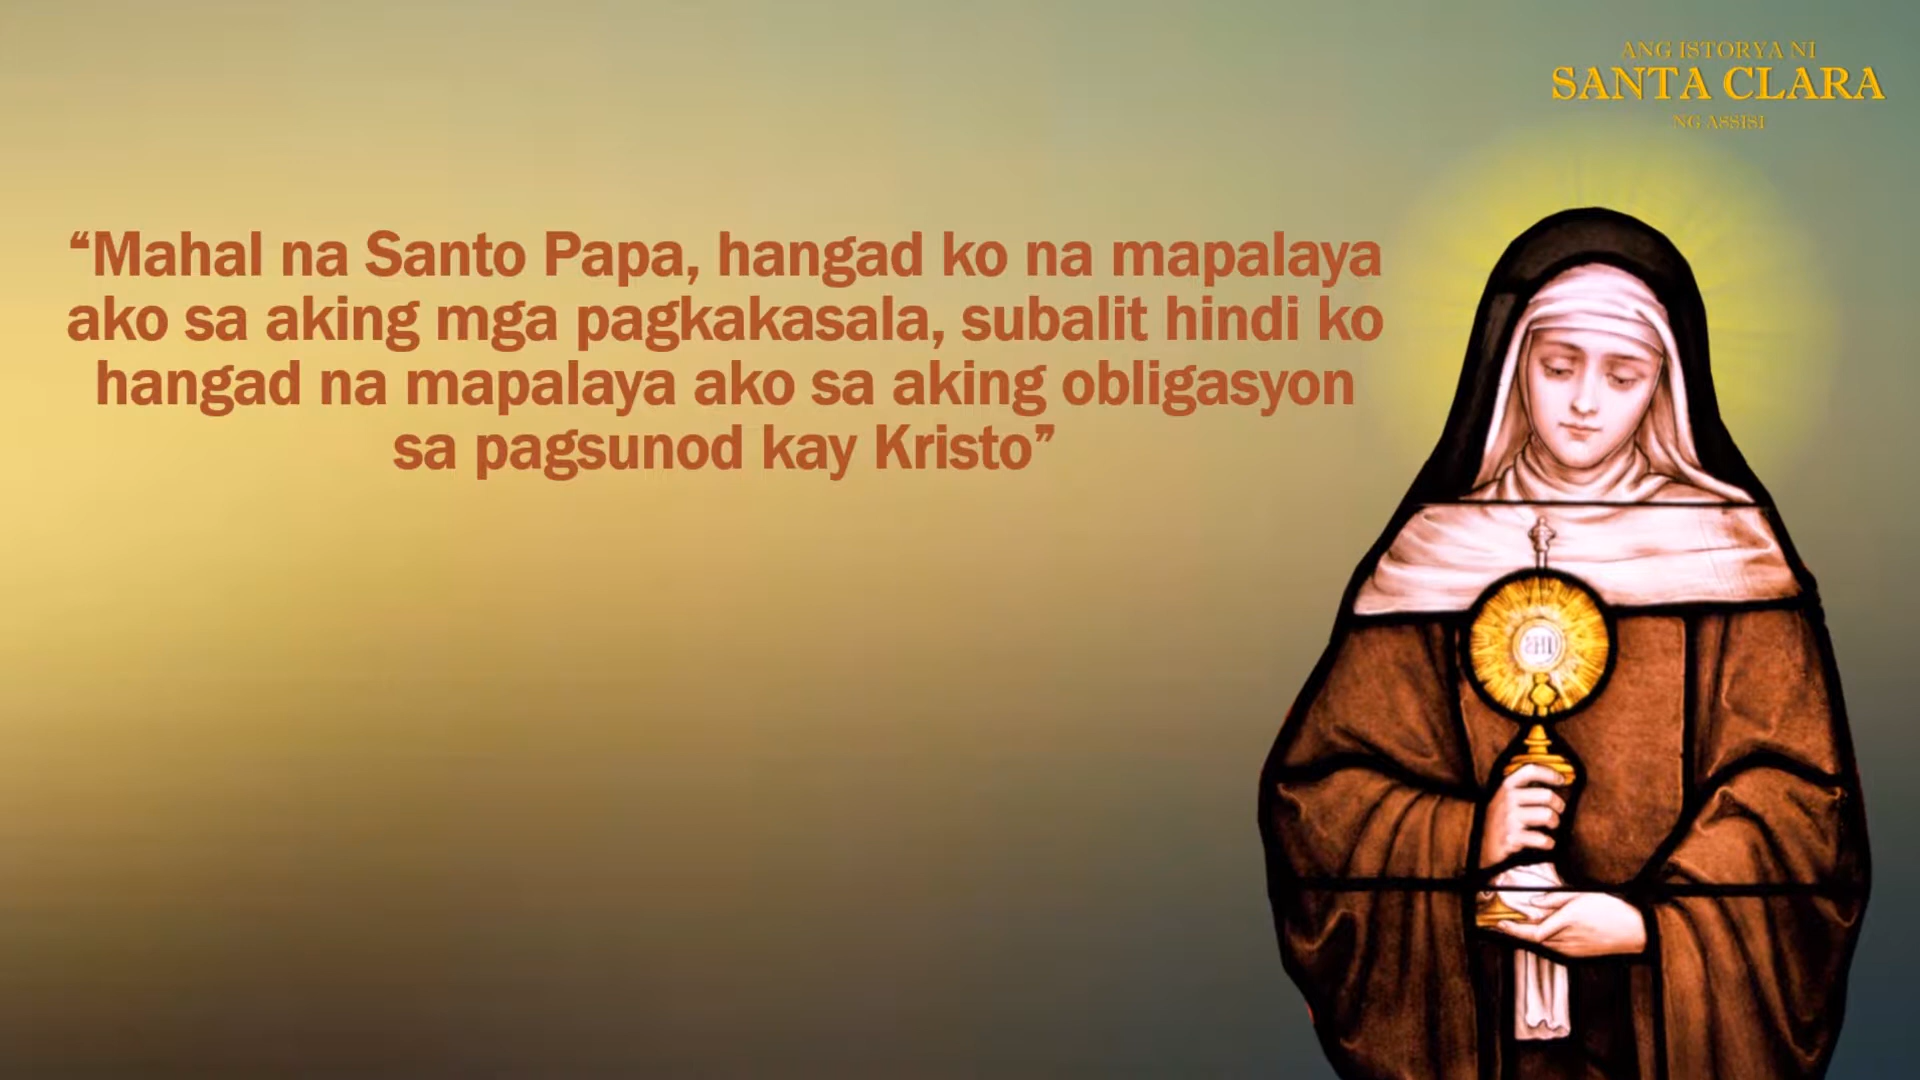 ANG ISTORYA NI
SANTA CLARA
NG ASSISI
“Mahal na Santo Papa, hangad ko na mapalaya
ako sa aking mga pagkakasala, subalit hindi ko
hangad na mapalaya ako sa aking obligasyon
sa pagsunod kay Kristo”
IHS